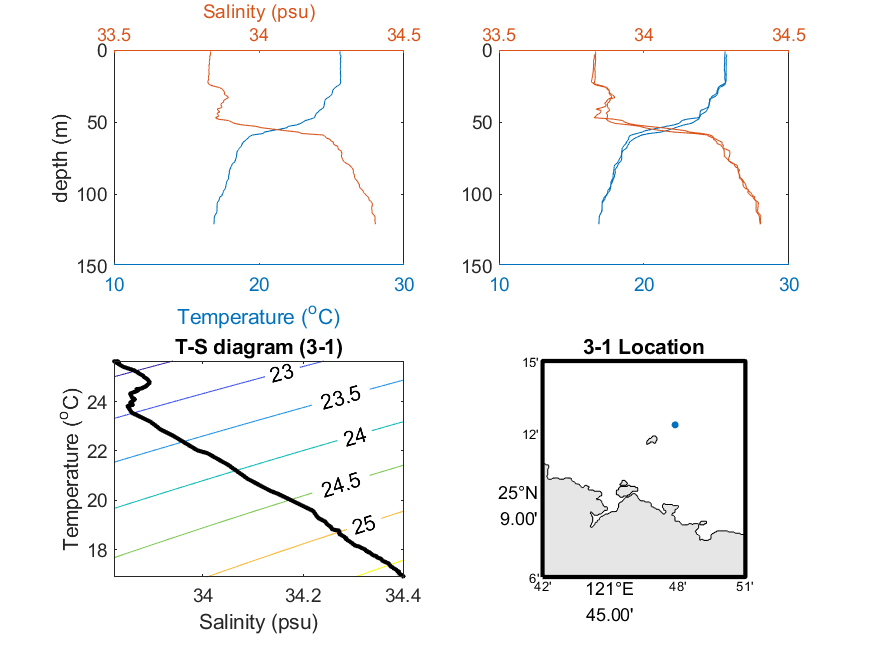 Salinity (psu)
33.5 34 34.5
33.5 34 34.5
0
50
100
150
depth (m)
10 20 30
Temperature (°C)
0
50
100
150
10 20 30
T-S diagram (3-1)
24
22
20
18
Temperature (°C)
23
23.5
24
24.5
25
34 34.2 34.4
Salinity (psu)
3-1 Location
15'
12'
25°N
9.00'
6'
42' 121°E 48' 51'
45.00'